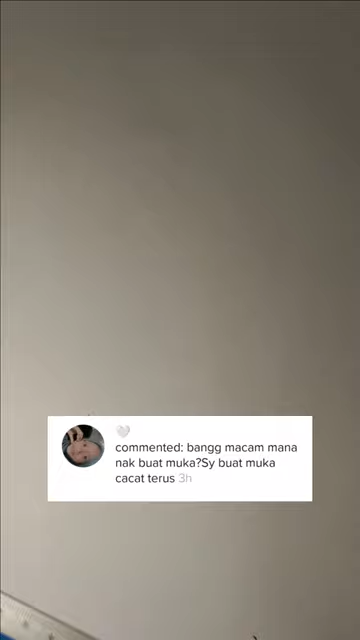 🤍
commented: bangg macam mana
nak buat muka?Sy buat muka
cacat terus 3h